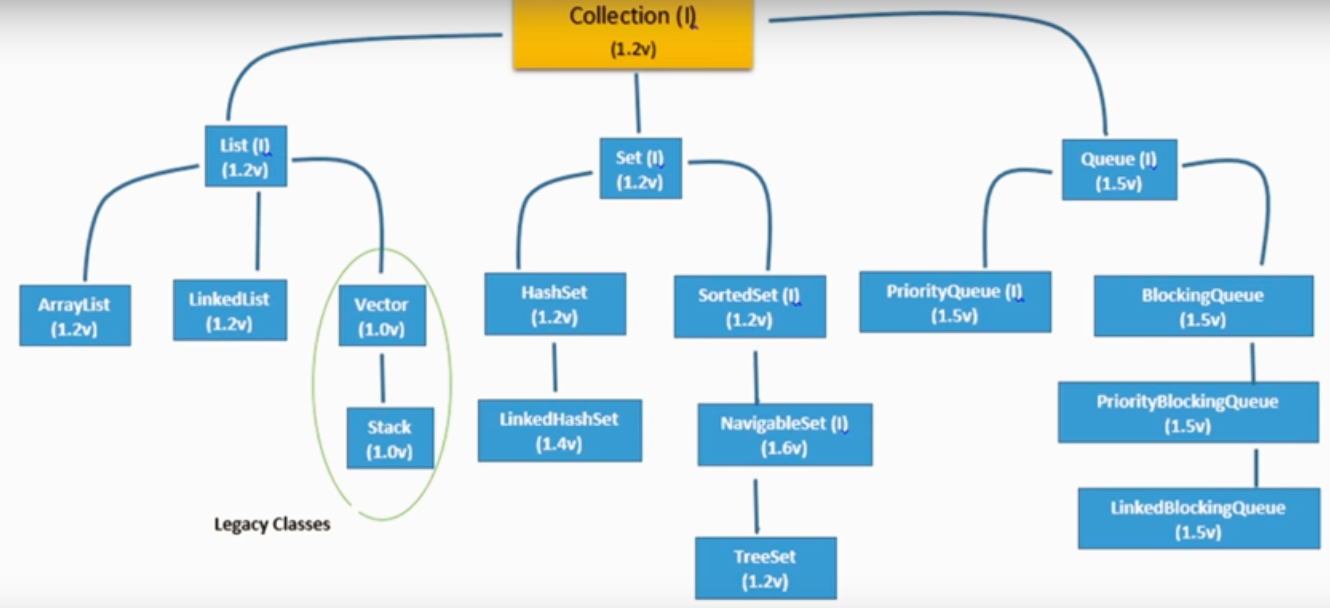 Collection (I)
(1.2v)
List (I)
(1.2v)
Set (I)
(1.2v)
Queue (I)
(1.5v)
ArrayList
(1.2v)
LinkedList
(1.2v)
Vector
(1.0v)
HashSet
(1.2v)
SortedSet (I)
(1.2v)
PriorityQueue (I)
(1.5v)
BlockingQueue
(1.5v)
Stack
(1.0v)
LinkedHashSet
(1.4v)
NavigableSet (I)
(1.6v)
PriorityBlockingQueue
(1.5v)
Legacy Classes
LinkedBlockingQueue
(1.5v)
TreeSet
(1.2v)